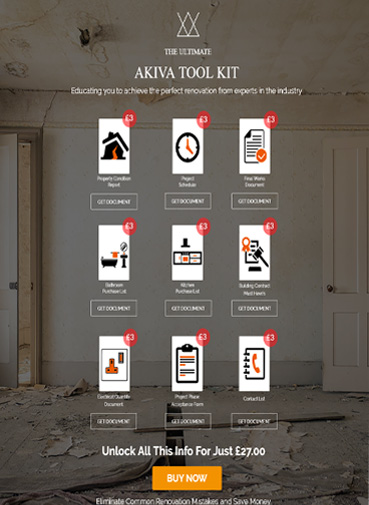 THE ULTIMATE
AKIVA TOOL KIT
Educating you to achieve the perfect renovation from experts in the industry
£3
£3
£3
Property Condition
Report
Project
Schedule
Final Works
Document
GET DOCUMENT
GET DOCUMENT
GET DOCUMENT
£3
£3
£3
Bathroom
Purchase List
Kitchen
Purchase List
Building Contract
Must Haves
GET DOCUMENT
GET DOCUMENT
GET DOCUMENT
£3
£3
£3
Electrical
Document
Project Phase
Acceptance Form
Contact List
GET DOCUMENT
GET DOCUMENT
GET DOCUMENT
Unlock All This Info For Just £27.00
BUY NOW
Eliminate Common Renovation Mistakes and Save Money